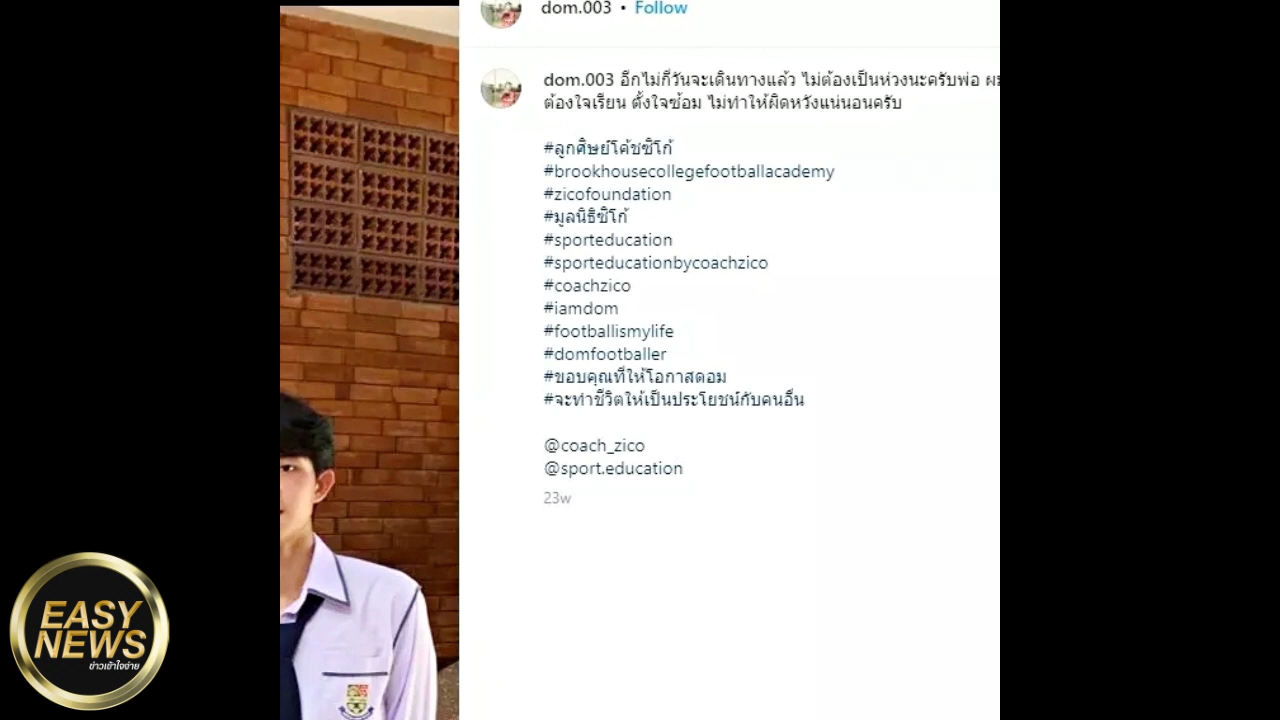 dom.003 • Follow
dom.003 อีกไม่กี่วันจะเดินทางแล้ว ไม่ต้องเป็นห่วงนะครับพ่อ
ต้องใจเรียน ตั้งใจซ้อม ไม่ทำให้ผิดหวังแน่นอนครับ
#ลูกศิษย์โค้ชซิโก้
#brookhousecollegefootballacademy
#zicofoundation
#มูลนิธิซิโก้
#sporteducation
#sporteducationbycoachzico
#coachzico
#iamdom
#footballismylife
#domfootballer
#ขอบคุณที่ให้โอกาสดอม
#จะทำชีวิตให้เป็นประโยชน์กับคนอื่น
@coach_zico
@sport.education
23w
EASY
NEWS
ข่าวเข้าใจง่าย